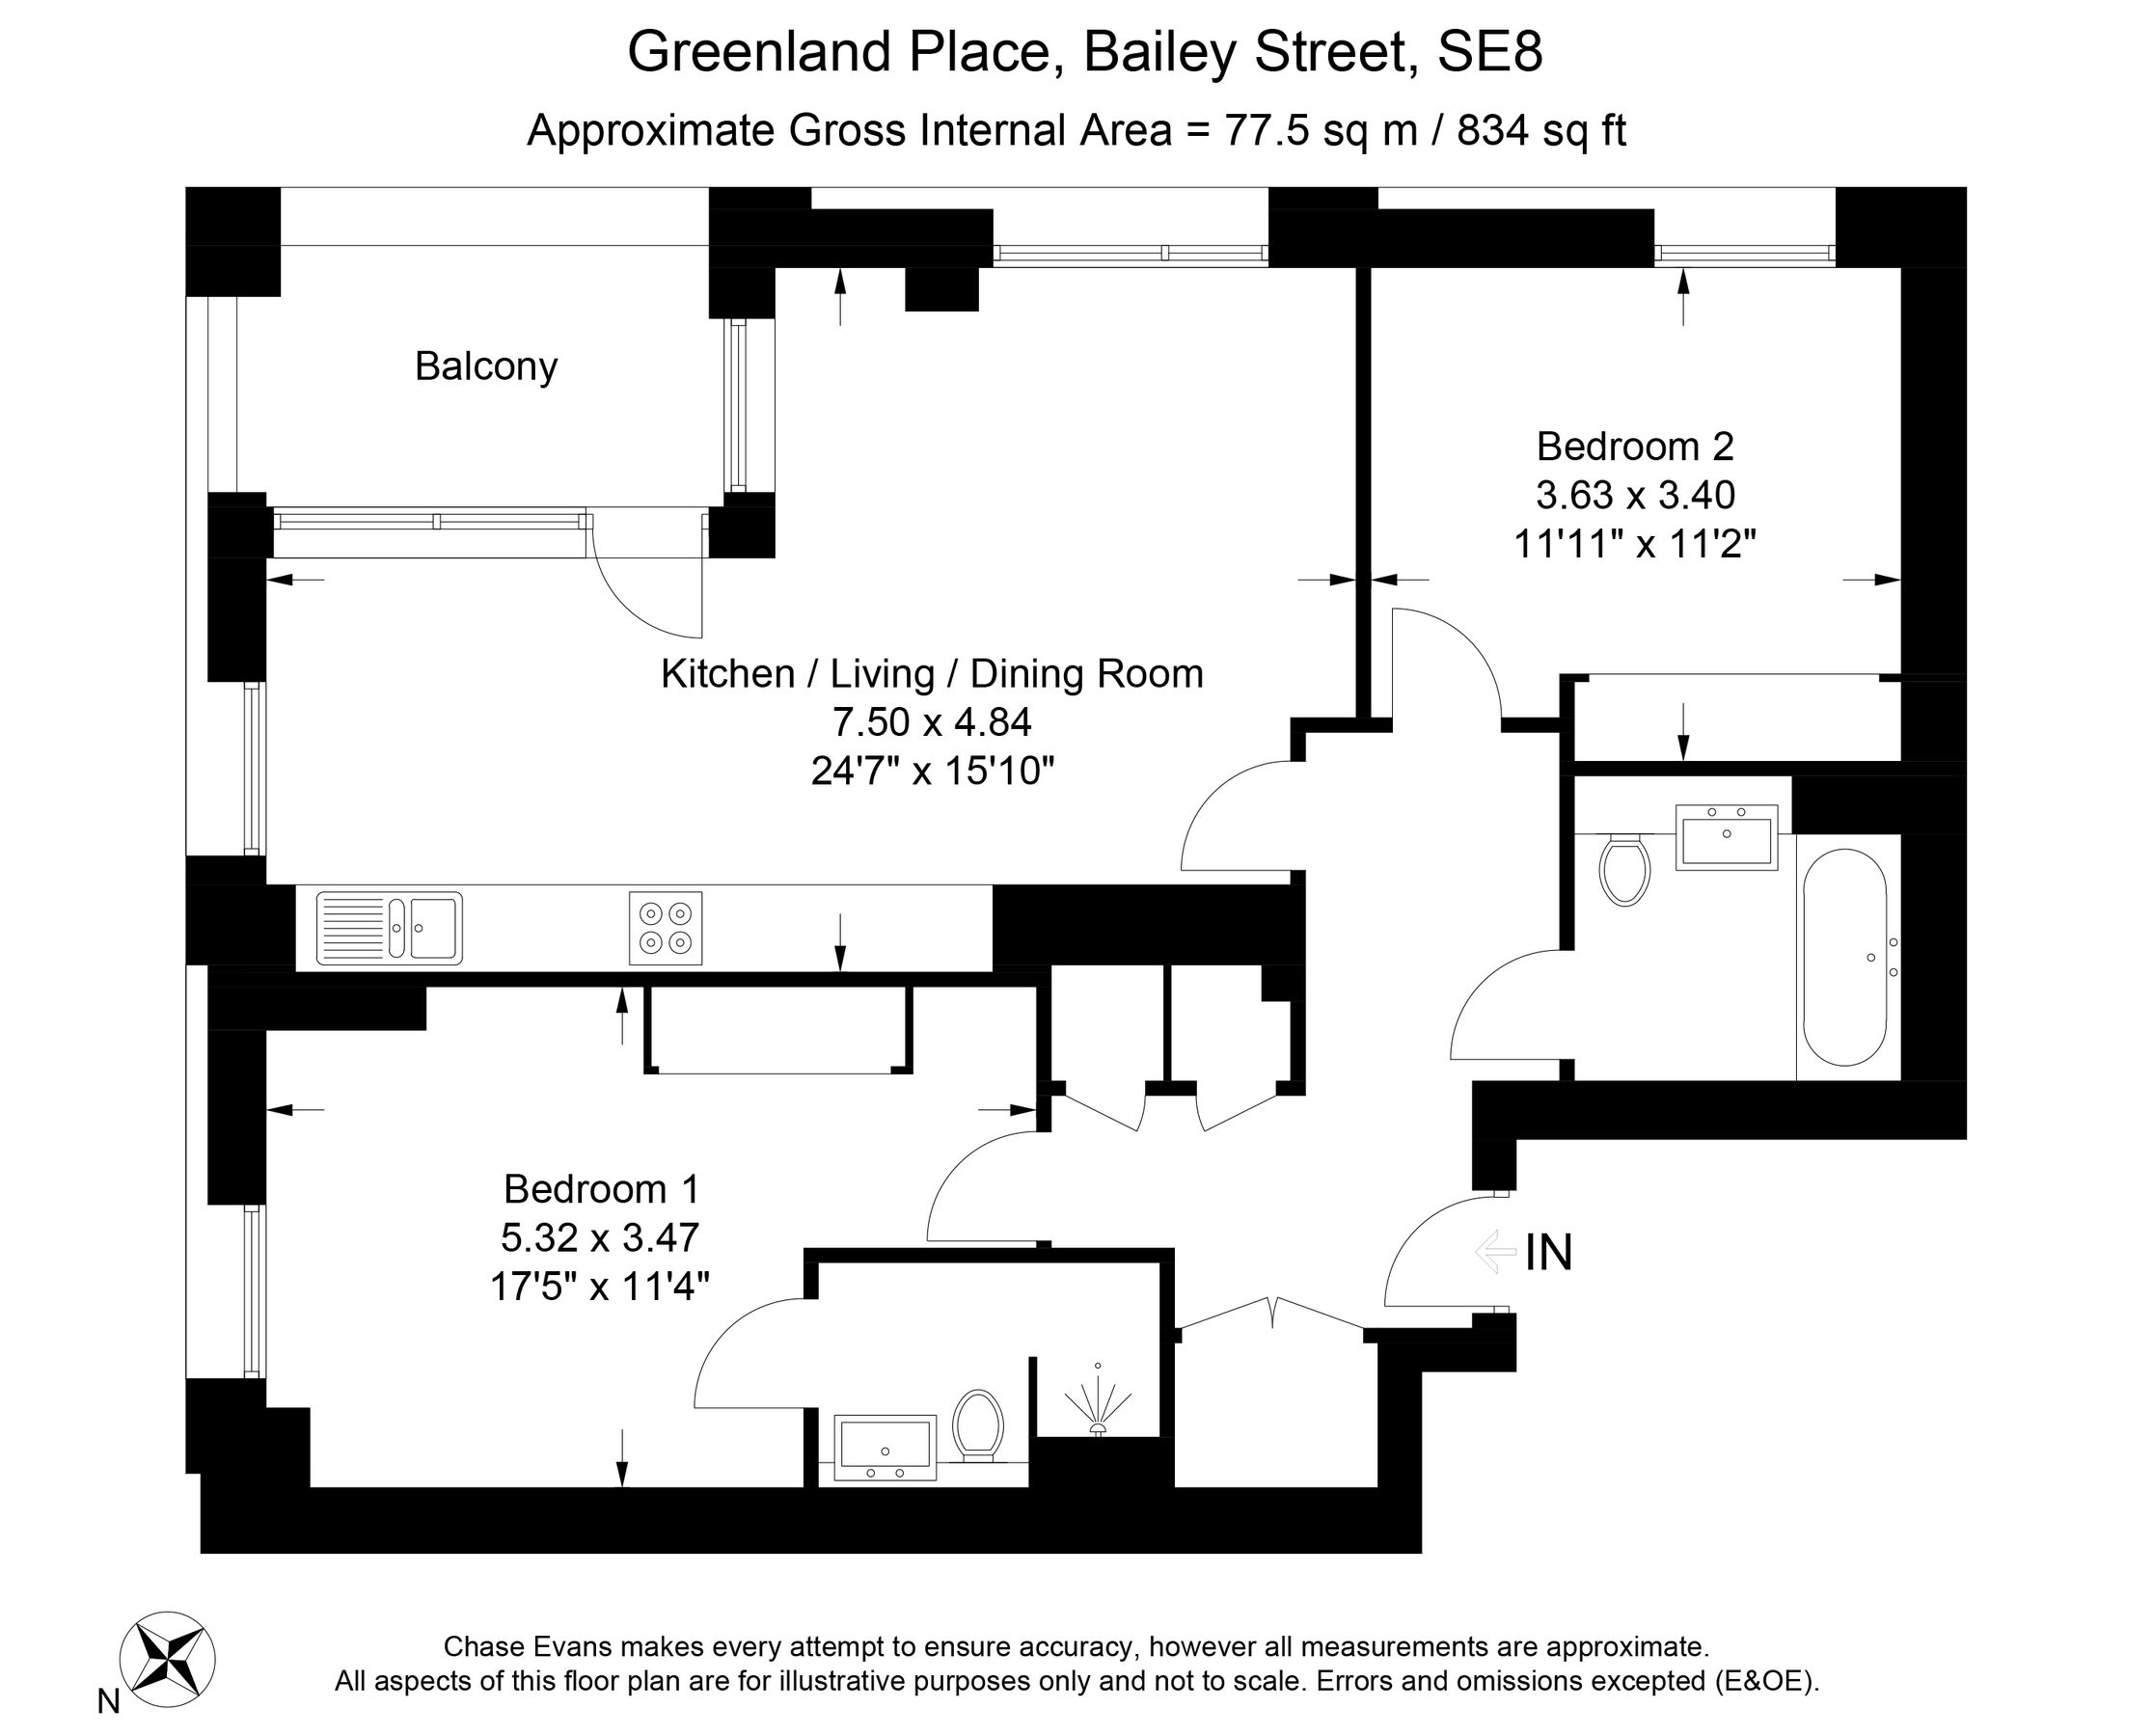 Greenland Place, Bailey Street, SE8
Approximate Gross Internal Area = 77.5 sq m / 834 sq ft
Balcony
Bedroom 2
3.63 x 3.40
11'11" x 11'2"
Kitchen / Living / Dining Room
7.50 x 4.84
24'7" x 15'10"
Bedroom 1
5.32 x 3.47
17'5" x 11'4"
IN
N
Chase Evans makes every attempt to ensure accuracy, however all measurements are approximate.
All aspects of this floor plan are for illustrative purposes only and not to scale. Errors and omissions excepted (E&OE).